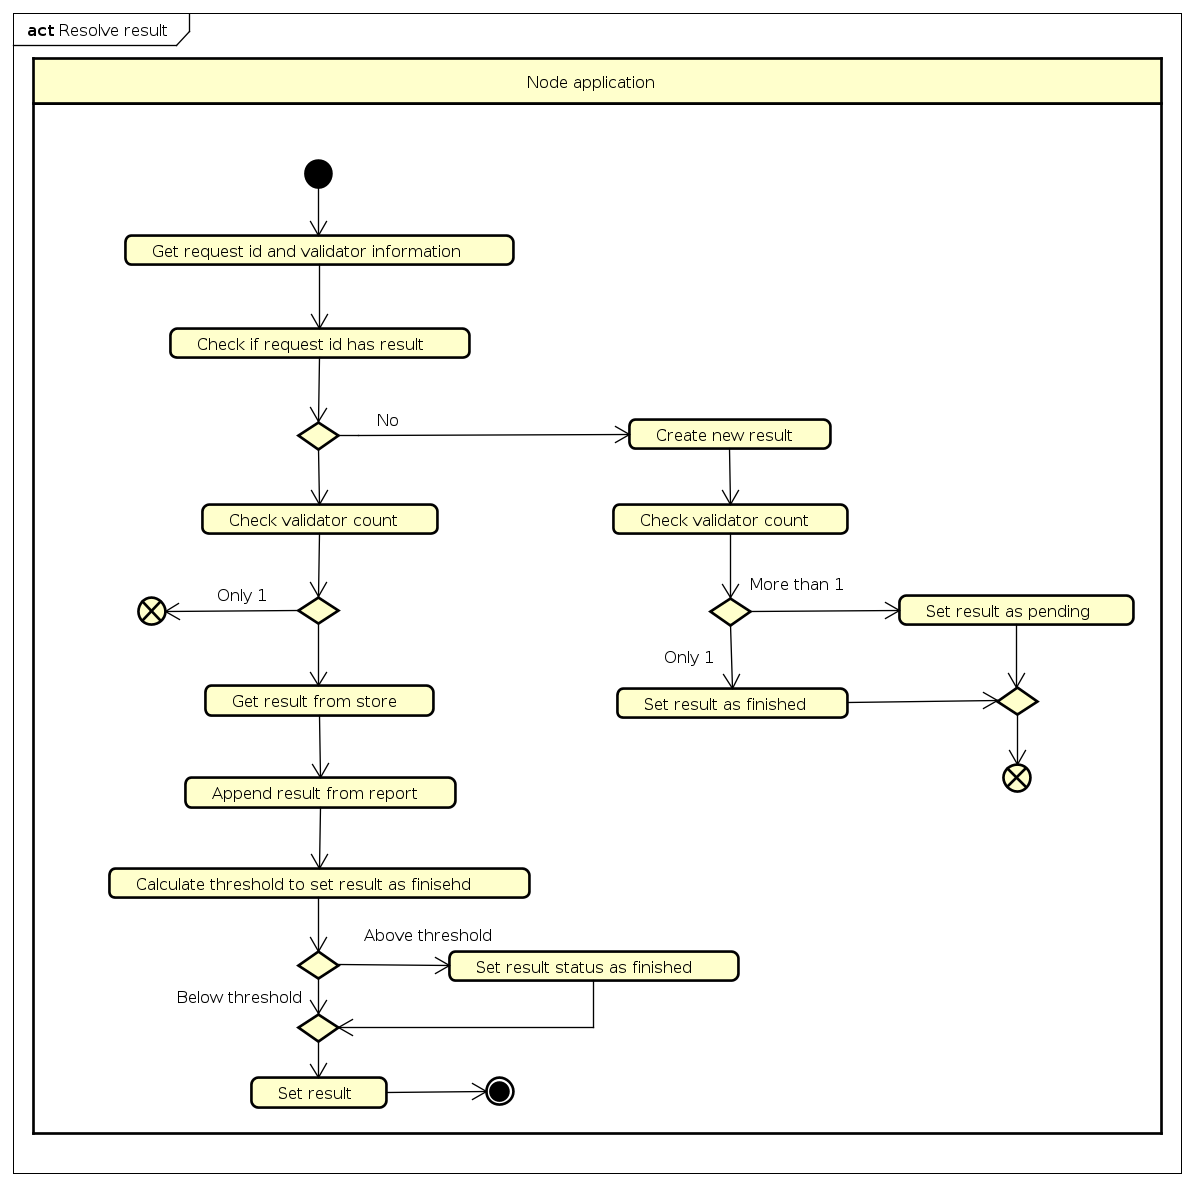 act Resolve result
Node application
Get request id and validator information
Check if request id has result
No
Create new result
Check validator count
Check validator count
More than 1
Only 1
Set result as pending
Only 1
Get result from store
Set result as finished
Append result from report
Calculate threshold to set result as finisehd
Above threshold
Set result status as finished
Below threshold
Set result